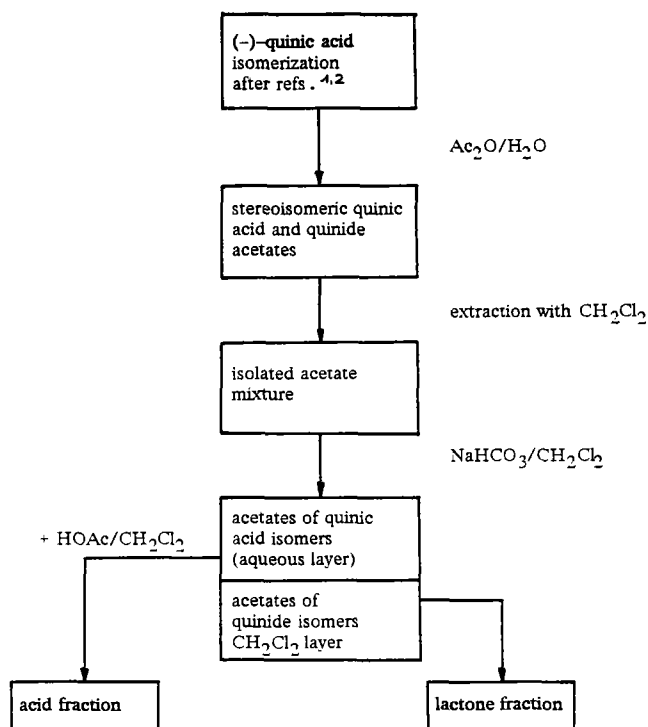 (-)-quinic acid
isomerization
after refs. 1,2
Ac2O/H2O
stereoisomeric quinic
acid and quinide
acetates
extraction with CH2Cl2
isolated acetate
mixture
NaHCO3/CH2Cl2
+ HOAc/CH2Cl2
acetates of quinic
acid isomers
(aqueous layer)
acetates of
quinide isomers
CH2Cl2 layer
acid fraction
lactone fraction